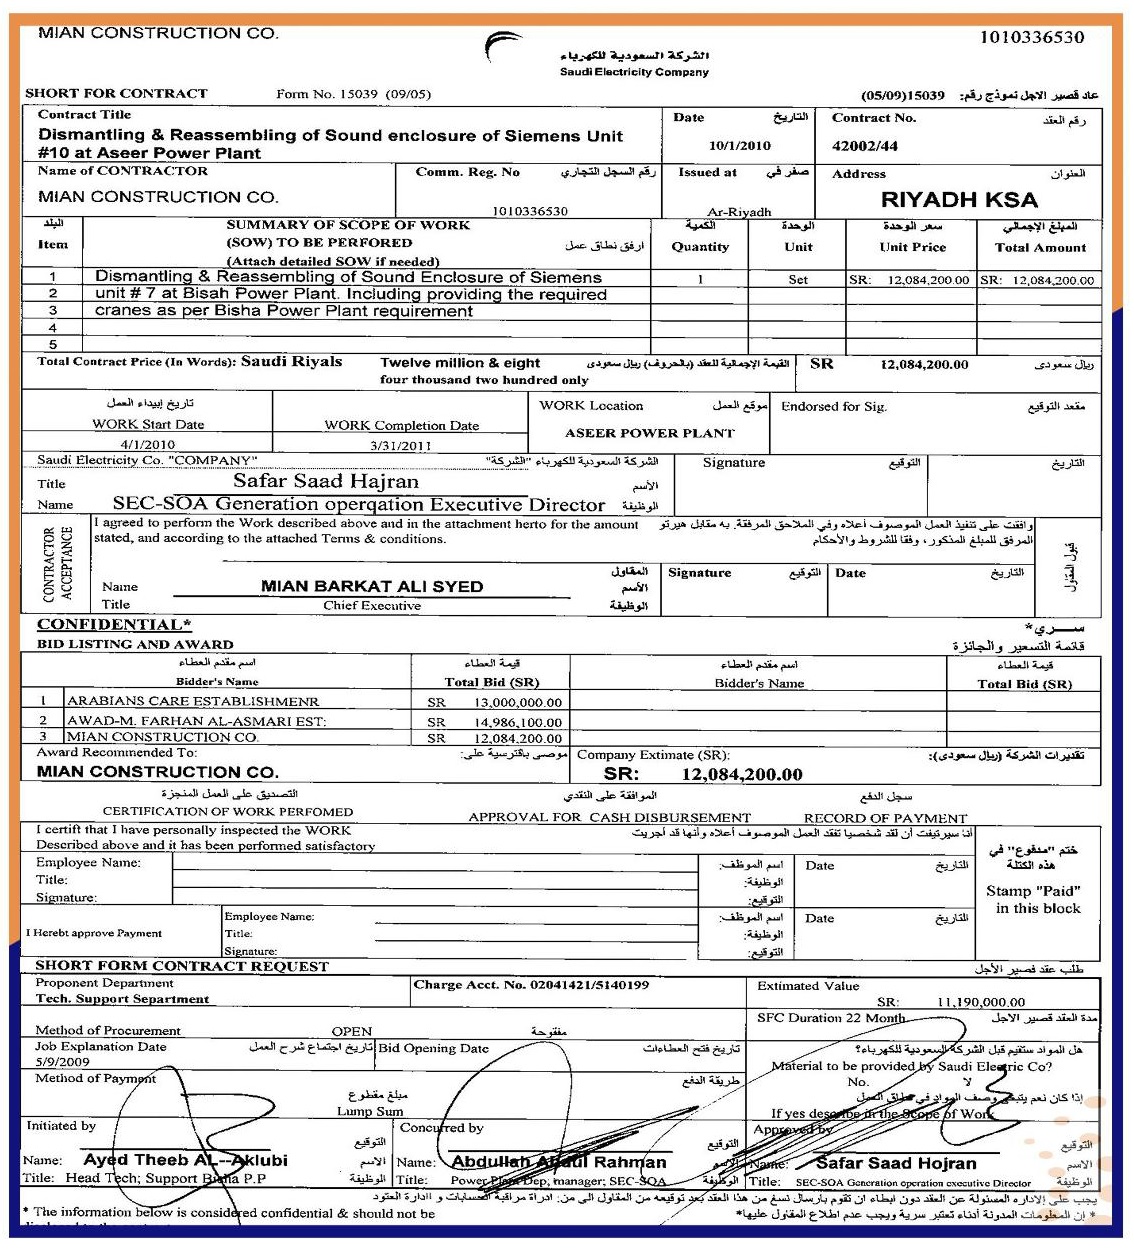 MIAN CONSTRUCTION CO. 1010336530
الشركة السعودية للكهرباء
Saudi Electricity Company
SHORT FOR CONTRACT Form No. 15039 (09/05) عاد قصير الاجل نموذج رقم: 15039(05/09)
Contract Title Date التاريخ Contract No. رقم العقد
Dismantling & Reassembling of Sound enclosure of Siemens Unit
#10 at Aseer Power Plant 10/1/2010 42002/44
Name of CONTRACTOR Comm. Reg. No رقم السجل التجاري Issued at صفر في Address العنوان
MIAN CONSTRUCTION CO. 1010336530 Ar-Riyadh RIYADH KSA
البلد SUMMARY OF SCOPE OF WORK الكمية الوحدة سعر الوحدة المبلغ الإجمالي
Item (SOW) TO BE PERFORED ارفق نطاق عمل Quantity Unit Unit Price Total Amount
(Attach detailed SOW if needed)
1 Dismantling & Reassembling of Sound Enclosure of Siemens 1 Set SR: 12,084,200.00 SR: 12,084,200.00
2 unit # 7 at Bisah Power Plant. Including providing the required
3 cranes as per Bisha Power Plant requirement
4
5
Total Contract Price (In Words): Saudi Riyals Twelve million & eight القيمة الإجمالية للعقد (بالحروف) ريال سعودى SR 12,084,200.00 ريال سعودى
four thousand two hundred only
تاريخ إبيداء العمل WORK Location موقع العمل Endorsed for Sig. مقعد التوقيع
WORK Start Date WORK Completion Date
4/1/2010 3/31/2011 ASEER POWER PLANT
Saudi Electricity Co. "COMPANY" الشركة السعودية للكهرباء "الشركة" Signature التوقيع التاريخ
Title Safar Saad Hajran الأسم
Name SEC-SOA Generation operqation Executive Director الوظيفة
CONTRACTOR ACCEPTANCE
I agreed to perform the Work described above and in the attachment herto for the amount وافقت على تنفيذ العمل الموصوف أعلاه وفي الملاحق المرفقة. به مقابل هيرتو
stated, and according to the attached Terms & conditions. المرفق للمبلغ المذكور، وفقا للشروط والأحكام
قبول المقاول
المقاول Signature التوقيع Date التاريخ
Name MIAN BARKAT ALI SYED الأسم
Title Chief Executive الوظيفة
CONFIDENTIAL* ســـري*
BID LISTING AND AWARD قائمة التسعير والجائزة
اسم مقدم العطاء قيمة العطاء اسم مقدم العطاء قيمة العطاء
Bidder's Name Total Bid (SR) Bidder's Name Total Bid (SR)
1 ARABIANS CARE ESTABLISHMENR SR 13,000,000.00
2 AWAD-M. FARHAN AL-ASMARI EST: SR 14,986,100.00
3 MIAN CONSTRUCTION CO. SR 12,084,200.00
Award Recommended To: موصى باقترسية على: Company Extimate (SR): تقديرات الشركة (ريال سعودى):
MIAN CONSTRUCTION CO. SR: 12,084,200.00
التصديق على العمل المنجزة الموافقة على النقدي سجل الدفع
CERTIFICATION OF WORK PERFOMED APPROVAL FOR CASH DISBURSEMENT RECORD OF PAYMENT
I certify that I have personally inspected the WORK أنا سيرتيفت أن لقد شخصيا تفقد العمل الموصوف أعلاه وأنها قد أجريت
Described above and it has been performed satisfactory
ختم "مدفوع" في
هذه الكتلة
Employee Name: اسم الموظف: Date التاريخ
Title: الوظيفة: Stamp "Paid"
Signature: التوقيع: in this block
Employee Name: اسم الموظف: Date التاريخ
I Herebt approve Payment Title: الوظيفة:
Signature: التوقيع:
SHORT FORM CONTRACT REQUEST طلب عقد قصير الأجل
Proponent Department Charge Acct. No. 02041421/5140199 Estimated Value
Tech. Support Separtment SR: 11,190,000.00
SFC Duration 22 Month مدة العقد قصير الاجل
Method of Procurement OPEN مفتوحة
Job Explanation Date تاريخ اجتماع شرح العمل Bid Opening Date تاريخ فتح العطاءات هل المواد ستقيم قبل الشركة السعودية للكهرباء؟
5/9/2009 Material to be provided by Saudi Electric Co?
Method of Payment طريقة الدفع No. لا
مبلغ مقطوع
Lump Sum If yes describe in the Scope of Work
Initiated by التوقيع Concurred by التوقيع Approved by التوقيع
Name: Ayed Theeb AL--Aklubi الاسم Name: Abdullah Abdul Rahman الاسم Name: Safar Saad Hojran الاسم
Title: Head Tech; Support Bisha P.P الوظيفة Title: Power Plant Dep; manager; SEC-SOA الوظيفة Title: SEC-SOA Generation operation executive Director الوظيفة
يجب على الاداره المسئولة عن العقد دون ابطاء ان تقوم بارسال نسخ من هذا العقد بعد توقيعه من المقاول الى من: ادراة مراقبة الحسابات و ادارة العقود
* The information below is considered confidential & should not be * إن المعلومات المدونة أدناه تعتبر سرية ويجب عدم اطلاع المقاول عليها*